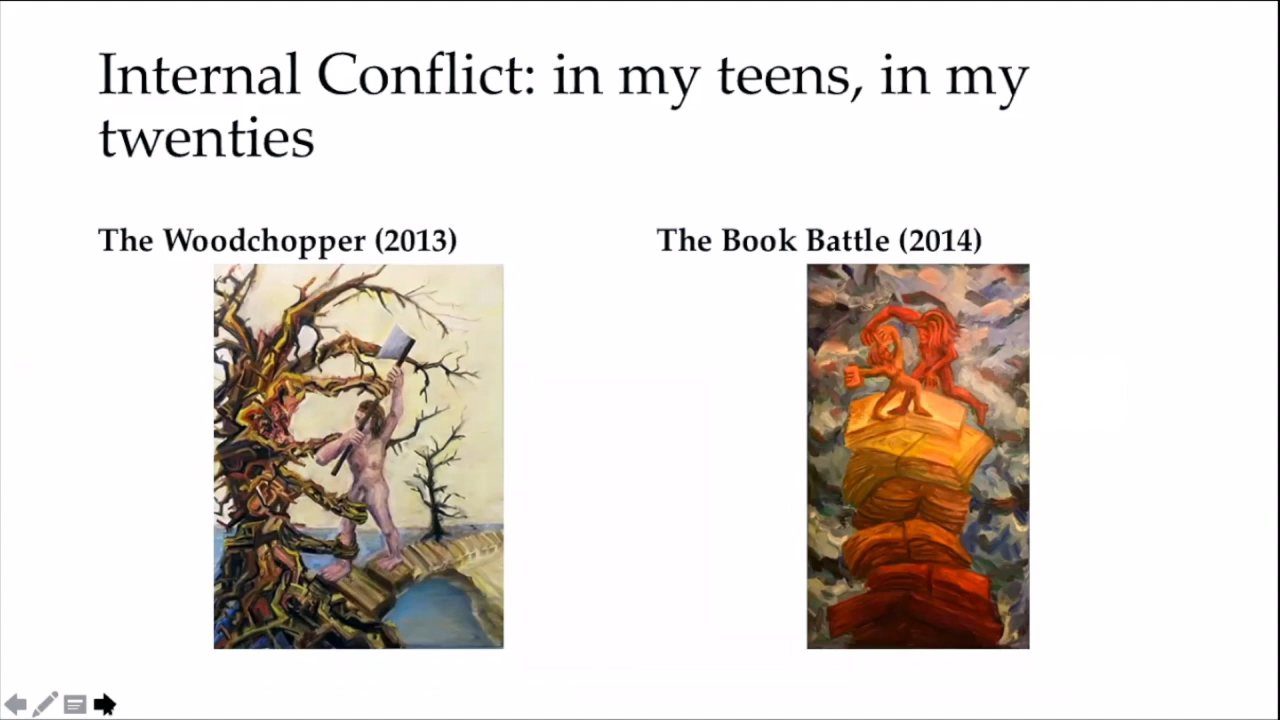 Internal Conflict: in my teens, in my
twenties
The Woodchopper (2013)
The Book Battle (2014)